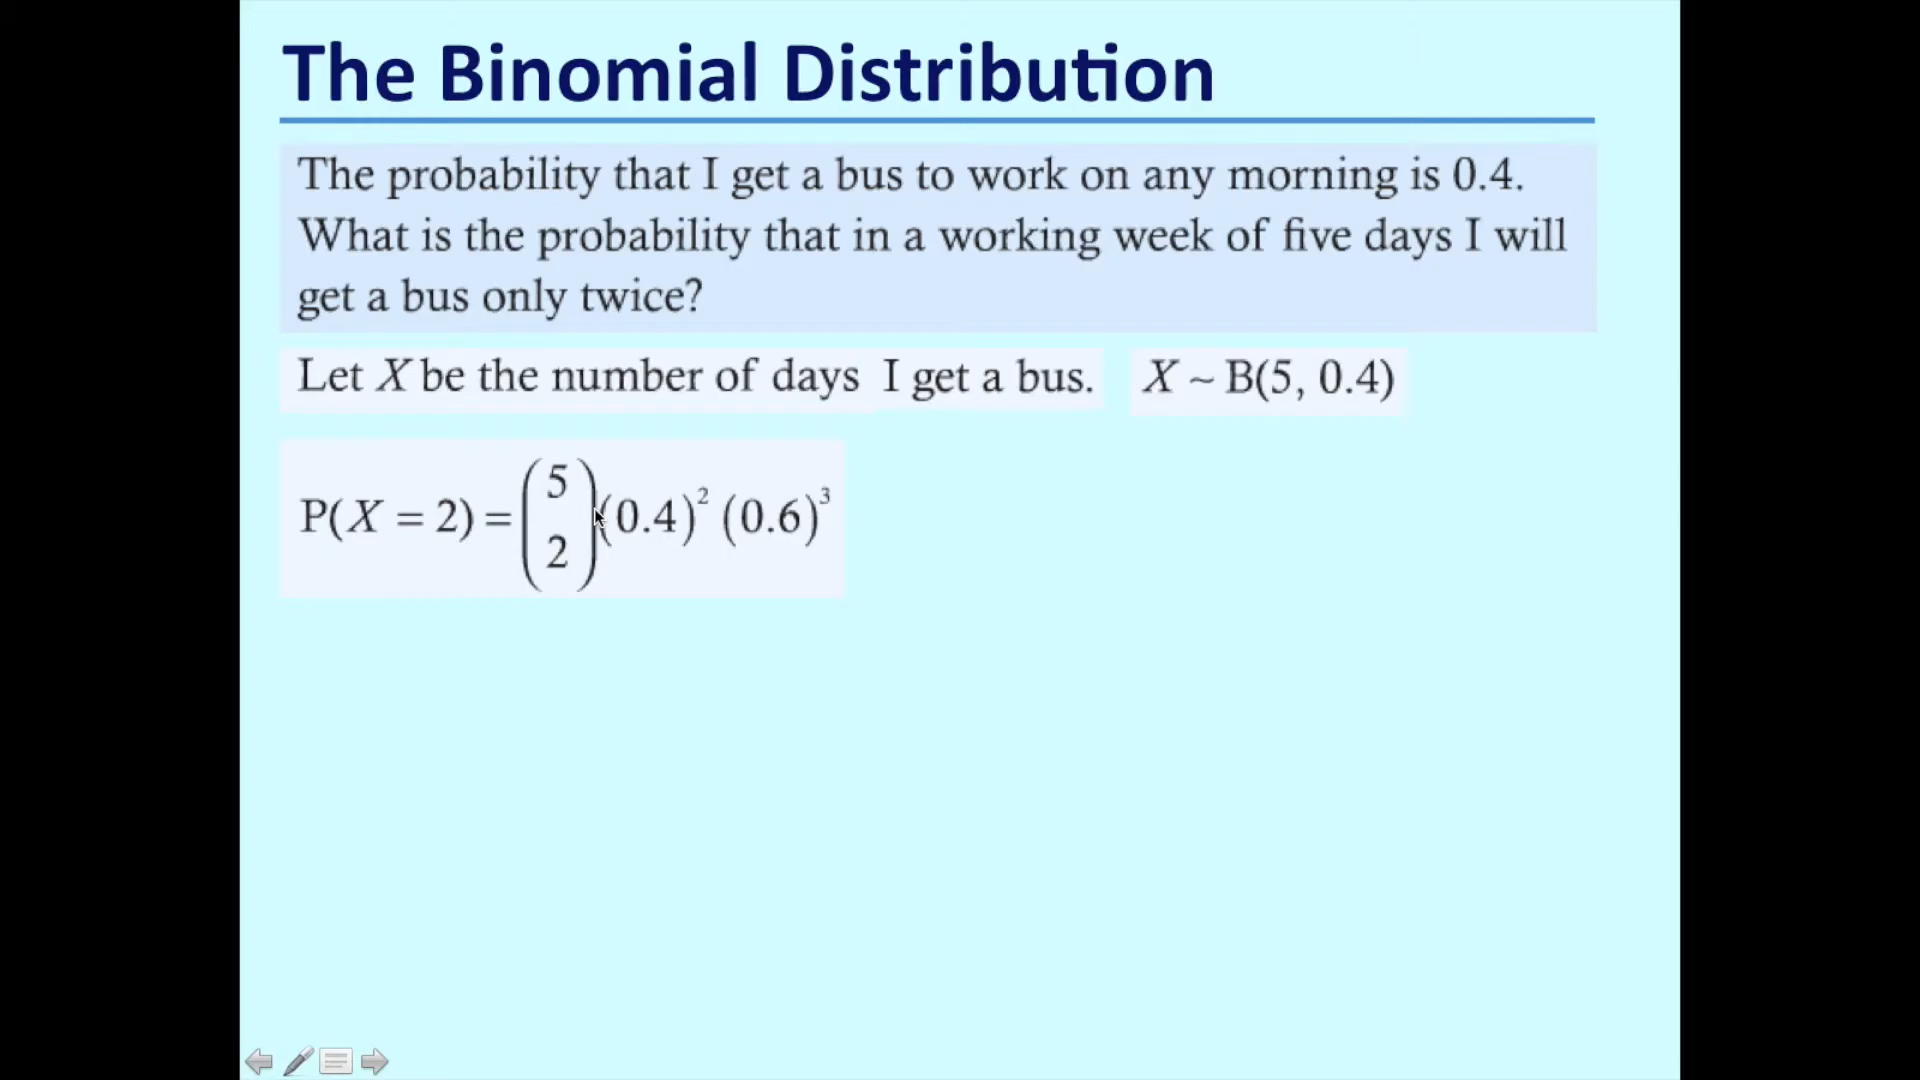 The Binomial Distribution
The probability that I get a bus to work on any morning is 0.4.
What is the probability that in a working week of five days I will
get a bus only twice?
Let X be the number of days I get a bus. X ~ B(5, 0.4)
P(X = 2) = (5 2)(0.4)² (0.6)³